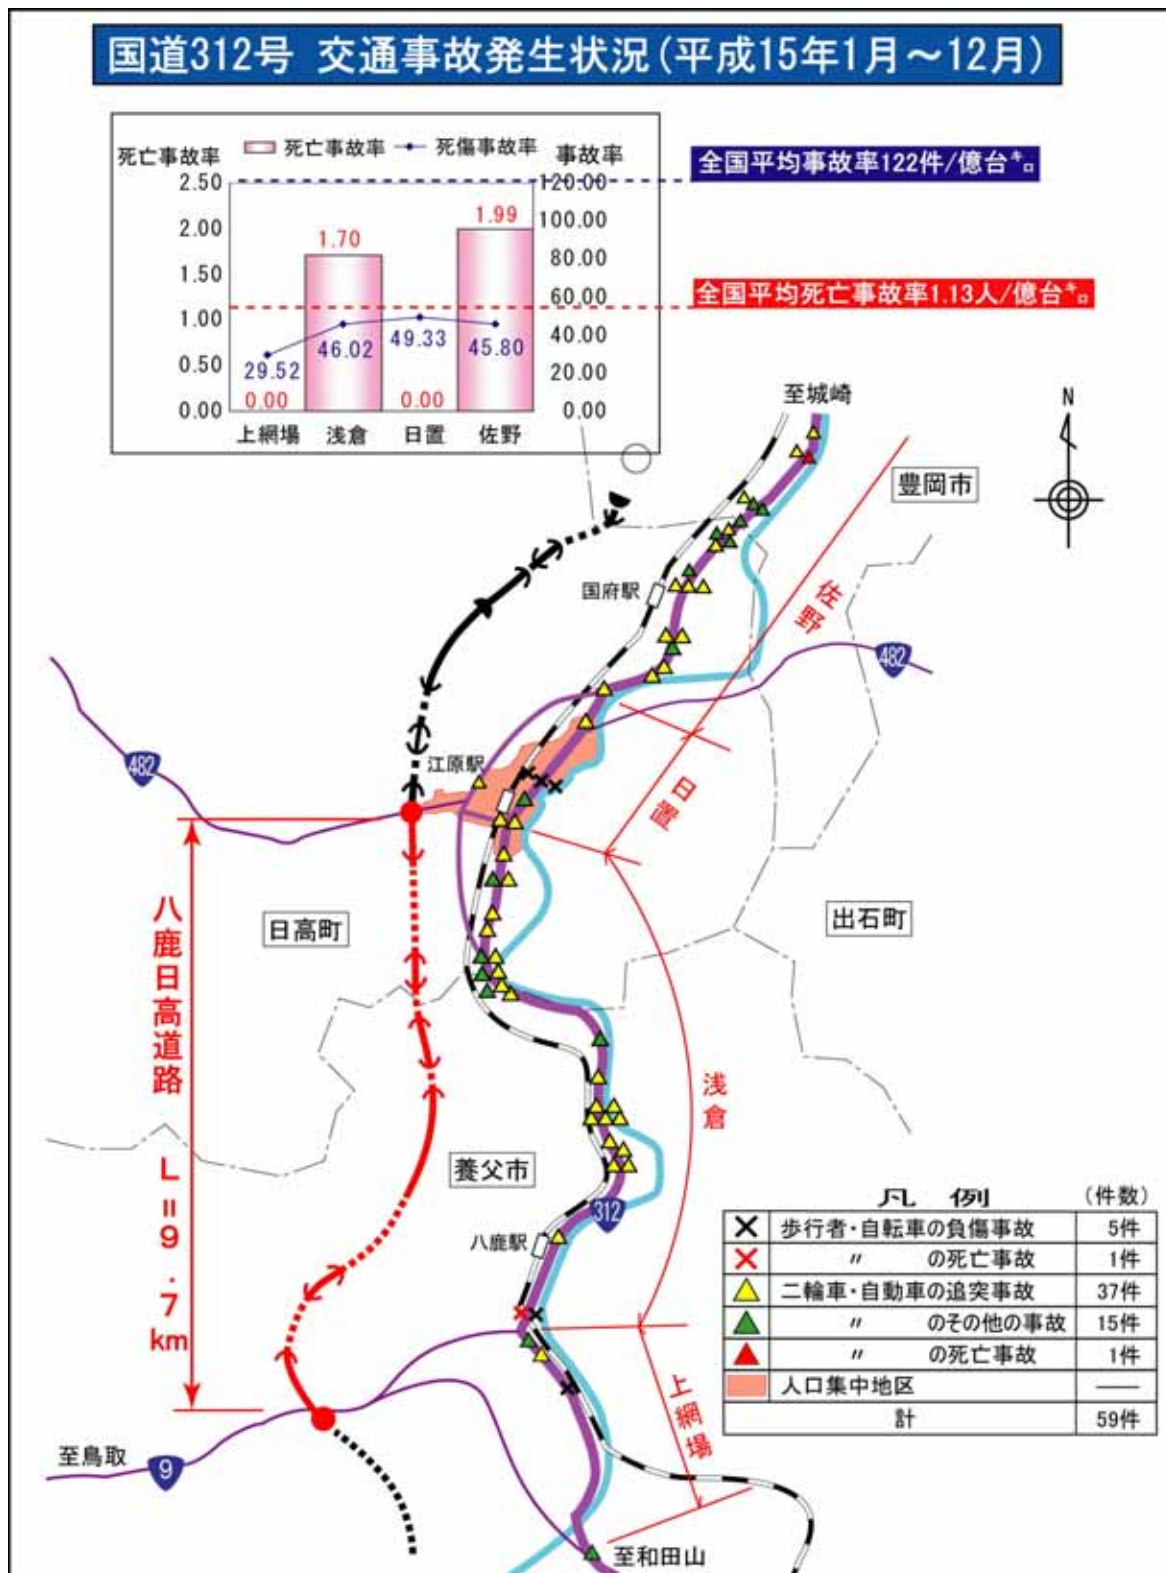 国道312号 交通事故発生状況(平成15年1月～12月)
死亡事故率 死亡事故率 死傷事故率 事故率
全国平均事故率122件/億台㌔
2.50 120.00
2.00 1.99 100.00
1.70 80.00
1.50 60.00
全国平均死亡事故率1.13人/億台㌔
1.00 49.33 40.00
29.52 46.02 45.80
0.50 20.00
0.00 0.00 0.00 0.00
上網場 浅倉 日置 佐野
至城崎
N
豊岡市
国府駅
佐野
482
482
江原駅
日置
八鹿日高道路 L=9.7km
日高町
出石町
浅倉
養父市
312
八鹿駅
凡 例 (件数)
歩行者・自転車の負傷事故 5件
〃 の死亡事故 1件
二輪車・自動車の追突事故 37件
〃 のその他の事故 15件
〃 の死亡事故 1件
人口集中地区 ――
計 59件
上網場
至鳥取
9
至和田山